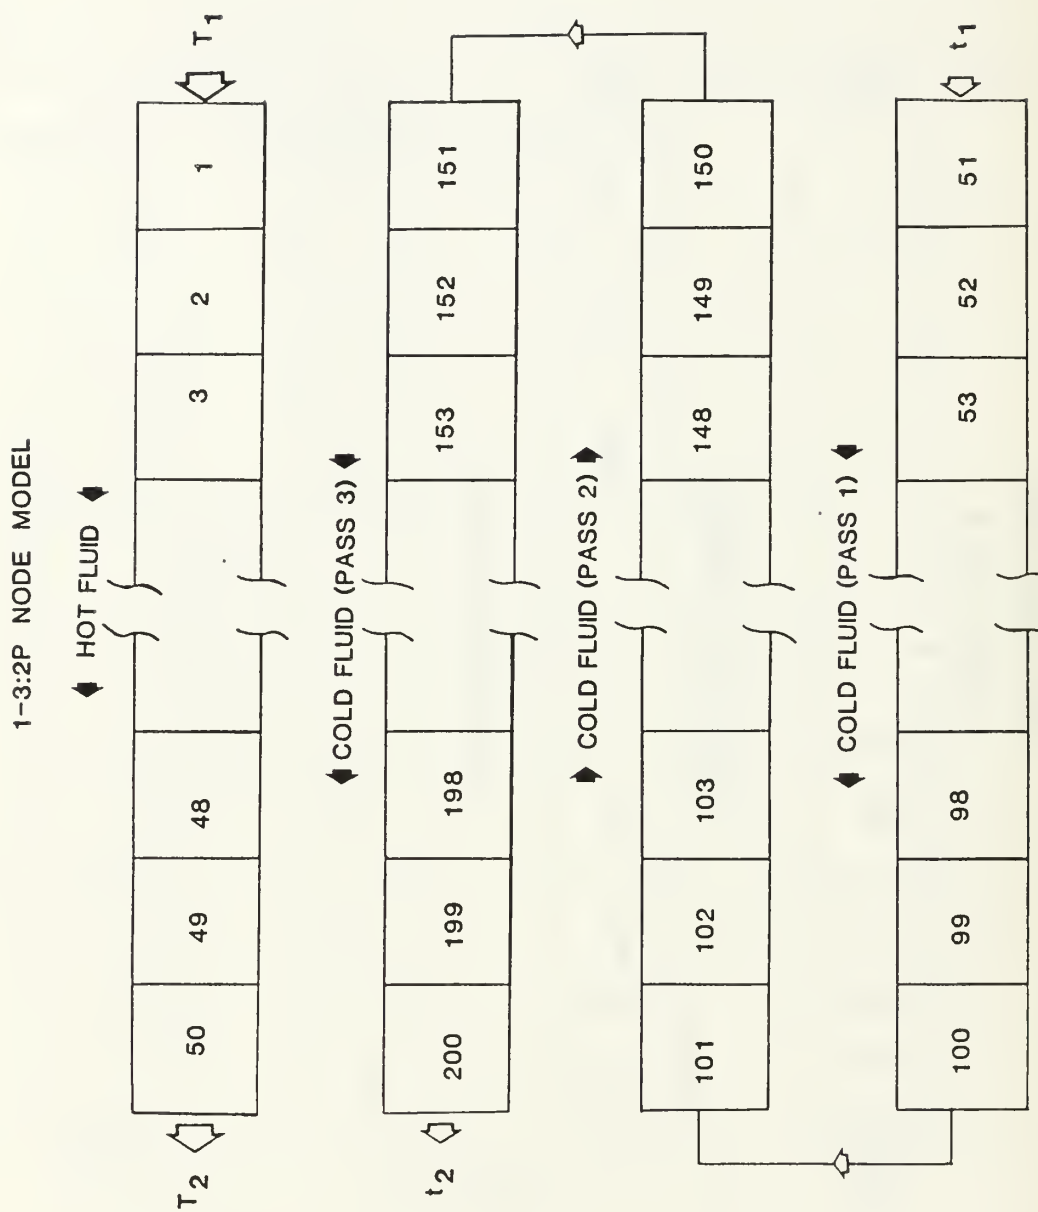 1-3:2P NODE MODEL
HOT FLUID
T2 50 49 48 3 2 1 T1
COLD FLUID (PASS 3)
t2 200 199 198 153 152 151
COLD FLUID (PASS 2)
101 102 103 148 149 150
COLD FLUID (PASS 1)
100 99 98 53 52 51 t1